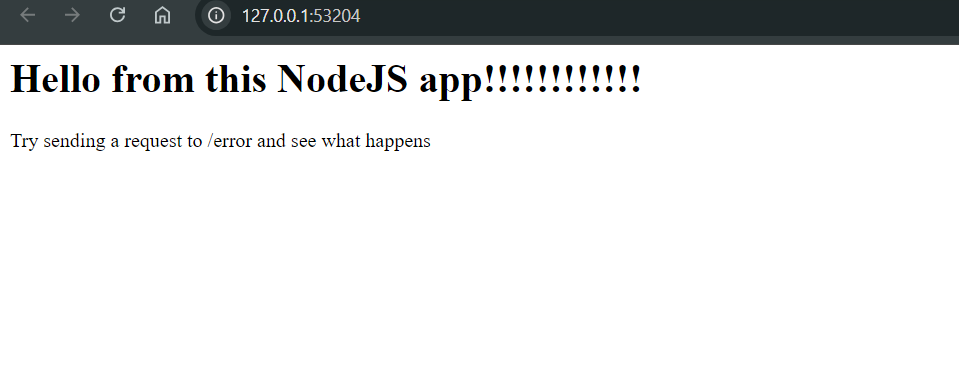 127.0.0.1:53204
Hello from this NodeJS app!!!!!!!!!!!!
Try sending a request to /error and see what happens